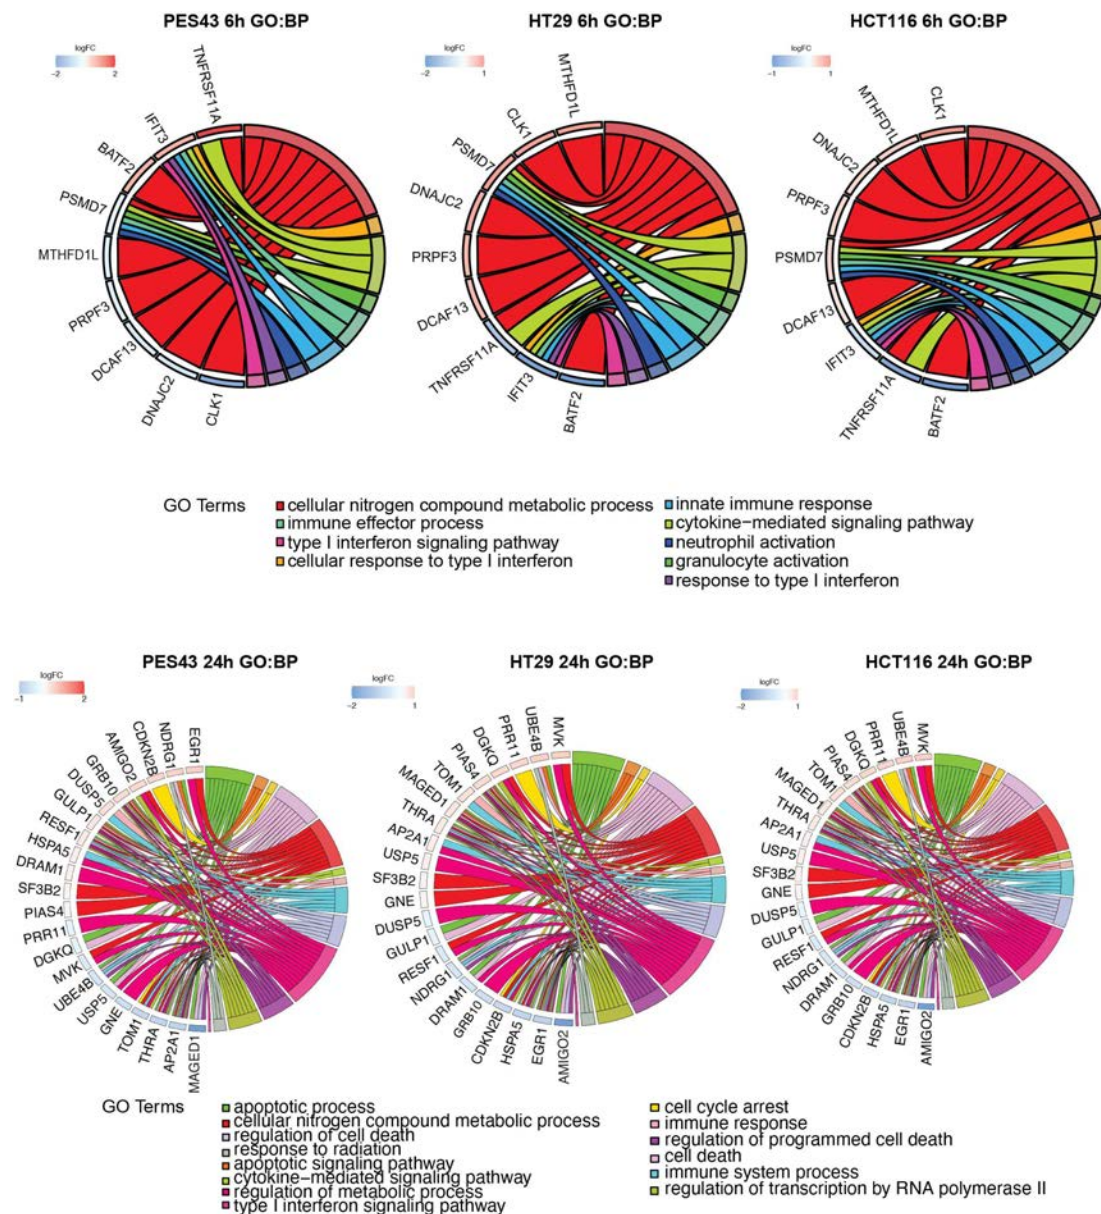 PES43 6h GO:BP
HT29 6h GO:BP
HCT116 6h GO:BP
logFC
−2 2
logFC
−2 1
logFC
−1 1
TNFRSF11A
IFIT3
BATF2
PSMD7
MTHFD1L
PRPF3
DCAF13
DNAJC2
CLK1
MTHFD1L
CLK1
PSMD7
DNAJC2
PRPF3
DCAF13
TNFRSF11A
IFIT3
BATF2
CLK1
MTHFD1L
DNAJC2
PRPF3
PSMD7
DCAF13
IFIT3
TNFRSF11A
BATF2
GO Terms
cellular nitrogen compound metabolic process
immune effector process
type I interferon signaling pathway
cellular response to type I interferon
innate immune response
cytokine−mediated signaling pathway
neutrophil activation
granulocyte activation
response to type I interferon
PES43 24h GO:BP
HT29 24h GO:BP
HCT116 24h GO:BP
logFC
−1 2
logFC
−2 1
logFC
−2 1
EGR1
NDRG1
CDKN2B
AMIGO2
GRB10
DUSP5
GULP1
RESF1
HSPA5
DRAM1
SF3B2
PIAS4
PRR11
DGKQ
MVK
UBE4B
USP5
GNE
TOM1
THRA
AP2A1
MAGED1
MVK
UBE4B
PRR11
DGKQ
PIAS4
TOM1
MAGED1
THRA
AP2A1
USP5
SF3B2
GNE
DUSP5
GULP1
RESF1
NDRG1
DRAM1
GRB10
CDKN2B
HSPA5
EGR1
AMIGO2
MVK
UBE4B
PRR11
DGKQ
PIAS4
TOM1
MAGED1
THRA
AP2A1
USP5
SF3B2
GNE
DUSP5
GULP1
RESF1
NDRG1
DRAM1
GRB10
CDKN2B
HSPA5
EGR1
AMIGO2
GO Terms
apoptotic process
cellular nitrogen compound metabolic process
regulation of cell death
response to radiation
apoptotic signaling pathway
cytokine−mediated signaling pathway
regulation of metabolic process
type I interferon signaling pathway
cell cycle arrest
immune response
regulation of programmed cell death
cell death
immune system process
regulation of transcription by RNA polymerase II